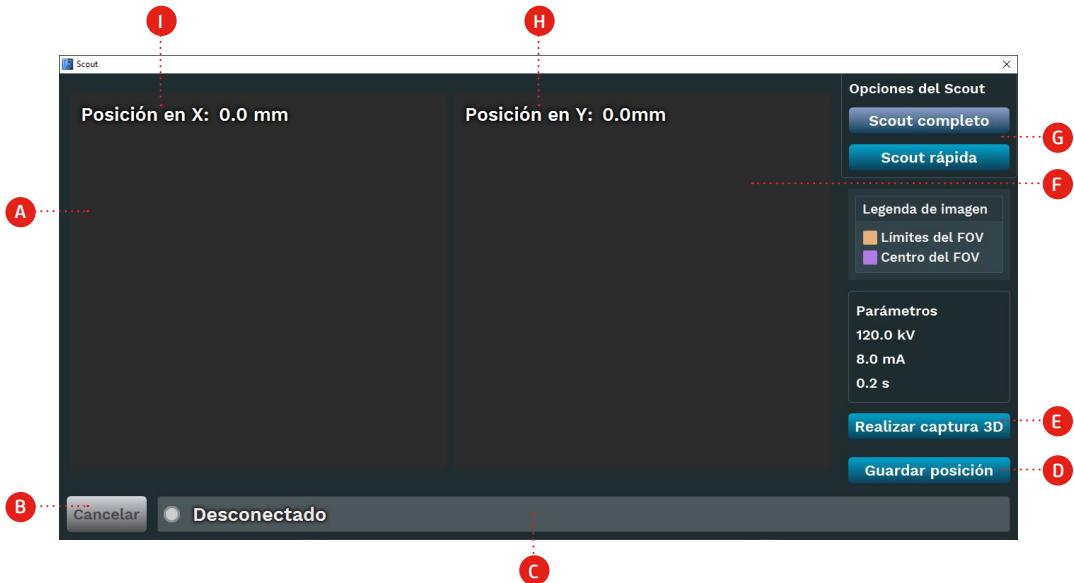 I
H
Scout
Posición en X: 0.0 mm
Posición en Y: 0.0mm
Opciones del Scout
Scout completo
G
Scout rápida
F
A
Legenda de imagen
Límites del FOV
Centro del FOV
Parámetros
120.0 kV
8.0 mA
0.2 s
Realizar captura 3D
E
Guardar posición
D
B
Cancelar
Desconectado
C